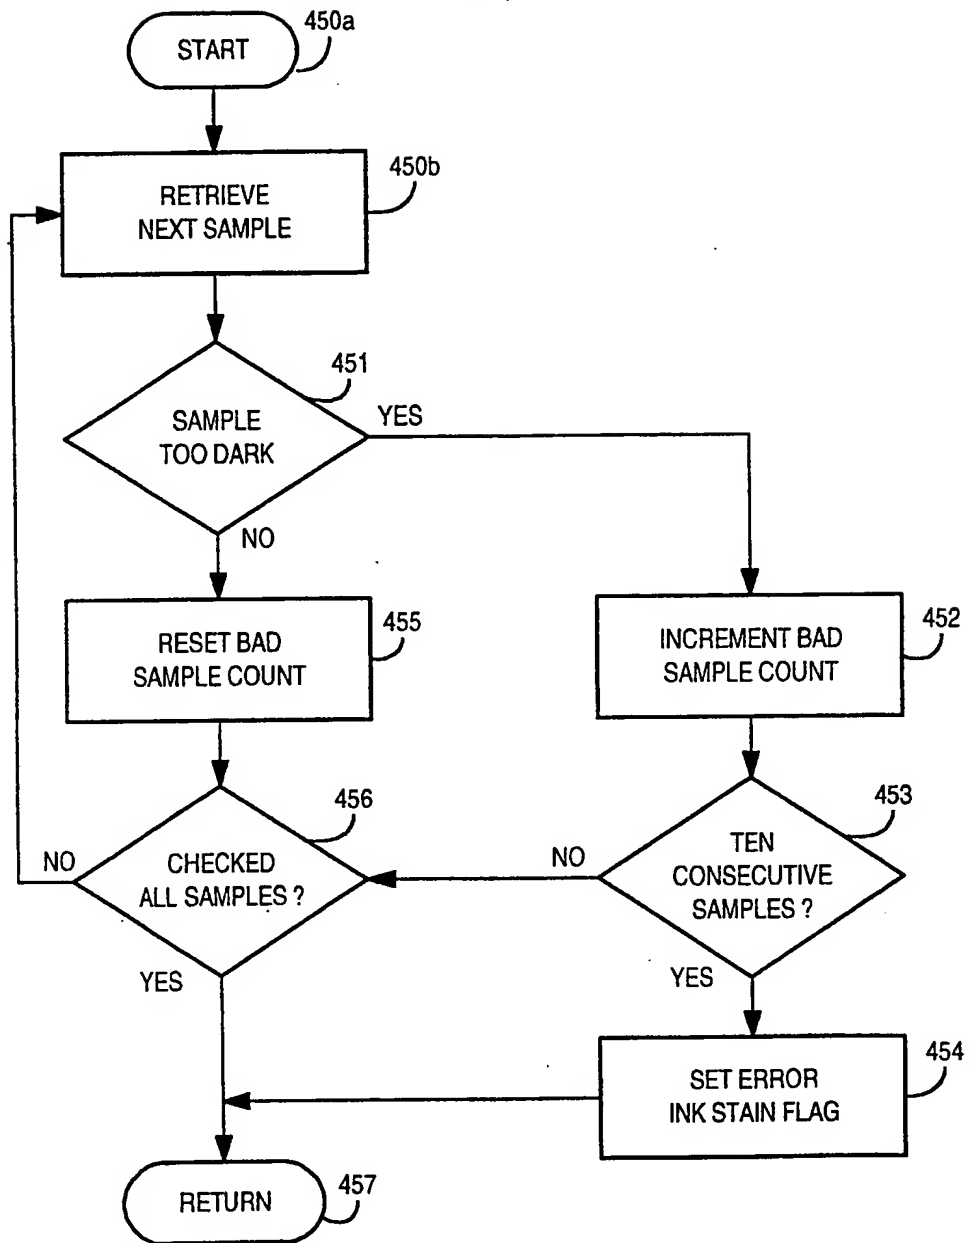 START
450a
RETRIEVE
NEXT SAMPLE
450b
SAMPLE
TOO DARK
451
YES
NO
RESET BAD
SAMPLE COUNT
455
INCREMENT BAD
SAMPLE COUNT
452
CHECKED
ALL SAMPLES ?
456
NO
YES
TEN
CONSECUTIVE
SAMPLES ?
453
NO
YES
SET ERROR
INK STAIN FLAG
454
RETURN
457